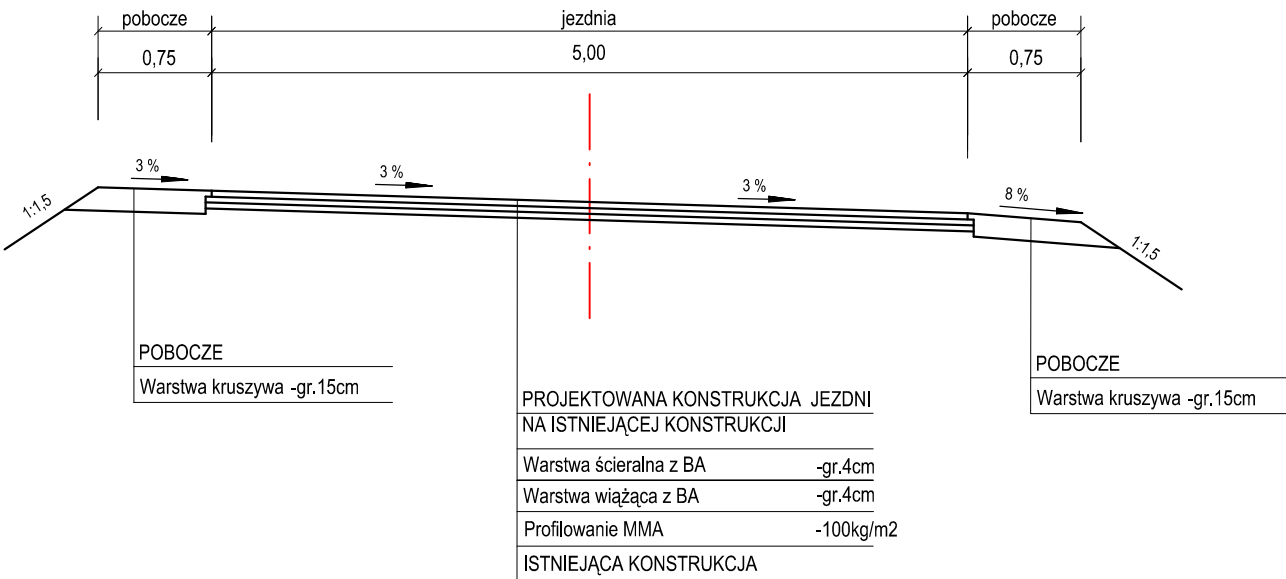 pobocze jezdnia pobocze
0,75 5,00 0,75
3 % 3 % 3 % 8 %
1:1,5 1:1,5
POBOCZE
Warstwa kruszywa -gr.15cm
PROJEKTOWANA KONSTRUKCJA JEZDNI
NA ISTNIEJĄCEJ KONSTRUKCJI
Warstwa ścieralna z BA -gr.4cm
Warstwa wiążąca z BA -gr.4cm
Profilowanie MMA -100kg/m2
ISTNIEJĄCA KONSTRUKCJA
POBOCZE
Warstwa kruszywa -gr.15cm